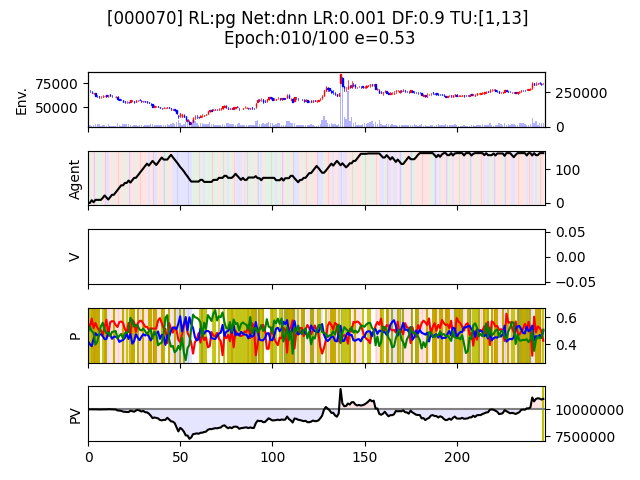 [000070] RL:pg Net:dnn LR:0.001 DF:0.9 TU:[1,13]
Epoch:010/100 e=0.53
Env.
75000
50000
250000
0
Agent
100
0
V
0.05
0.00
−0.05
P
0.6
0.4
PV
10000000
7500000
0 50 100 150 200